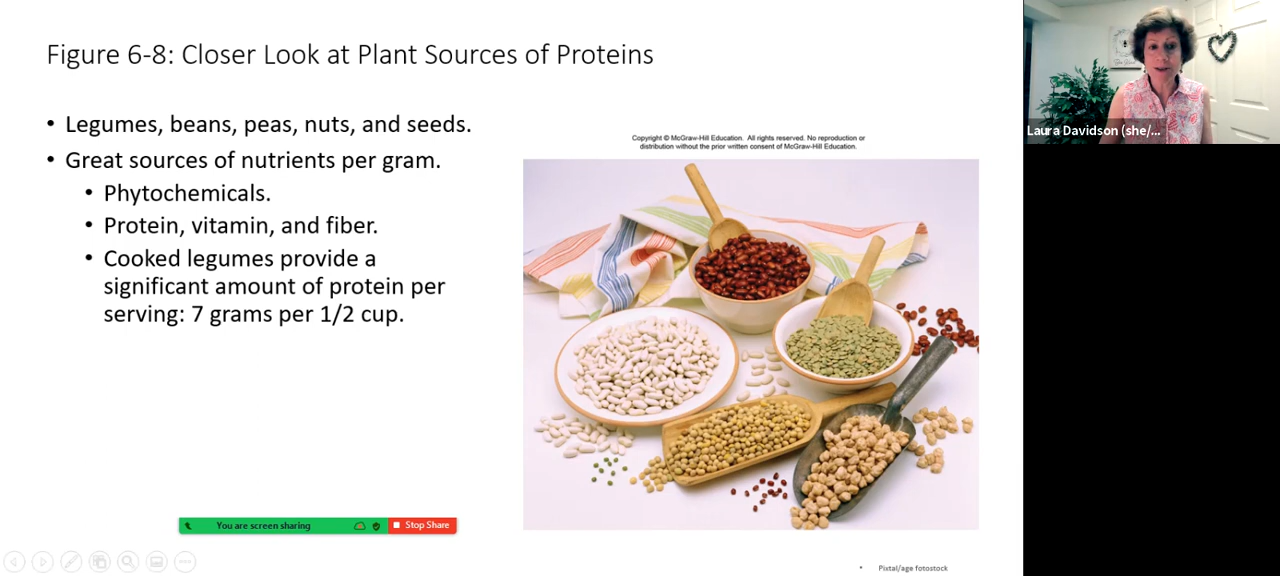 Figure 6-8: Closer Look at Plant Sources of Proteins
• Legumes, beans, peas, nuts, and seeds.
• Great sources of nutrients per gram.
• Phytochemicals.
• Protein, vitamin, and fiber.
• Cooked legumes provide a
significant amount of protein per
serving: 7 grams per 1/2 cup.
Copyright © McGraw-Hill Education. All rights reserved. No reproduction or
distribution without the prior written consent of McGraw-Hill Education.
• Pixtal/age fotostock
You are screen sharing
Stop Share
Laura Davidson (she/...